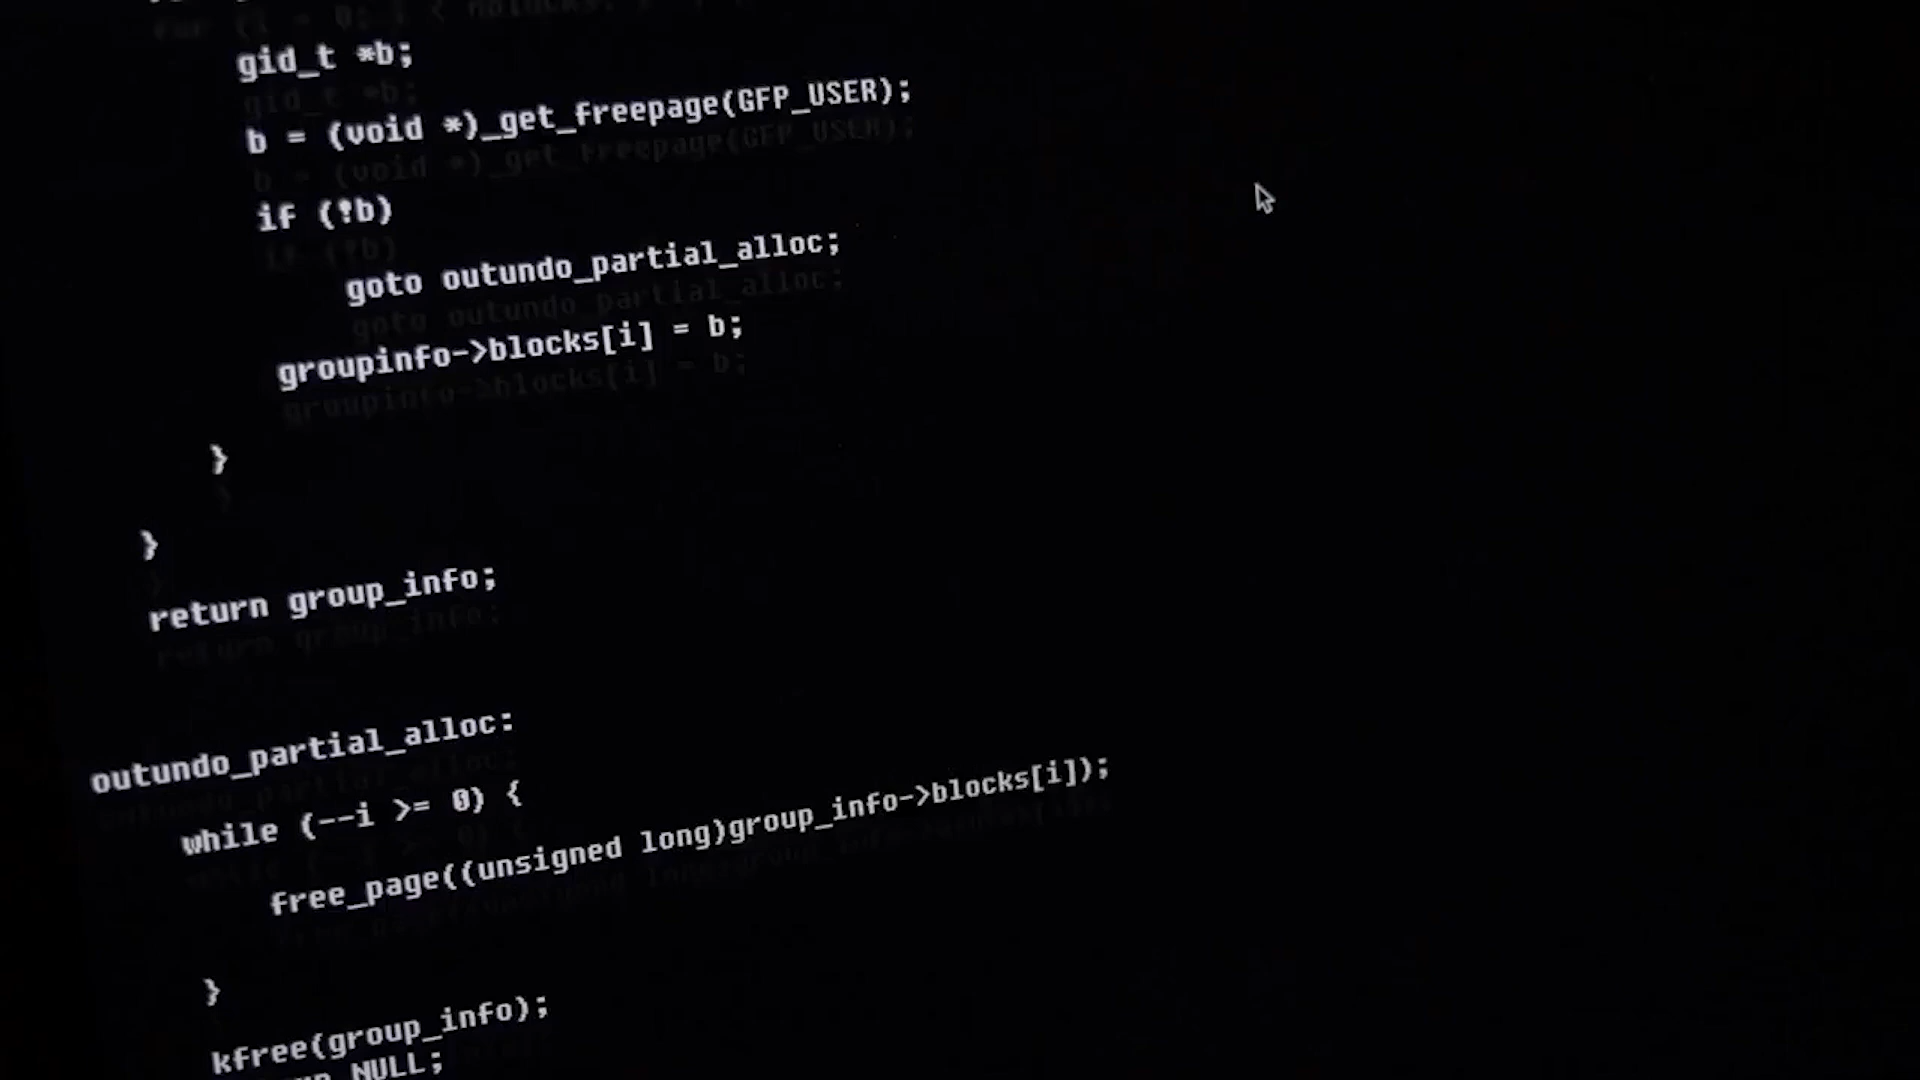 gid_t *b;
b = (void *)_get_freepage(GFP_USER);
if (!b)
goto outundo_partial_alloc;
groupinfo->blocks[i] = b;
}
}
return group_info;
outundo_partial_alloc:
while (--i >= 0) {
free_page((unsigned long)group_info->blocks[i]);
}
kfree(group_info);
NULL;